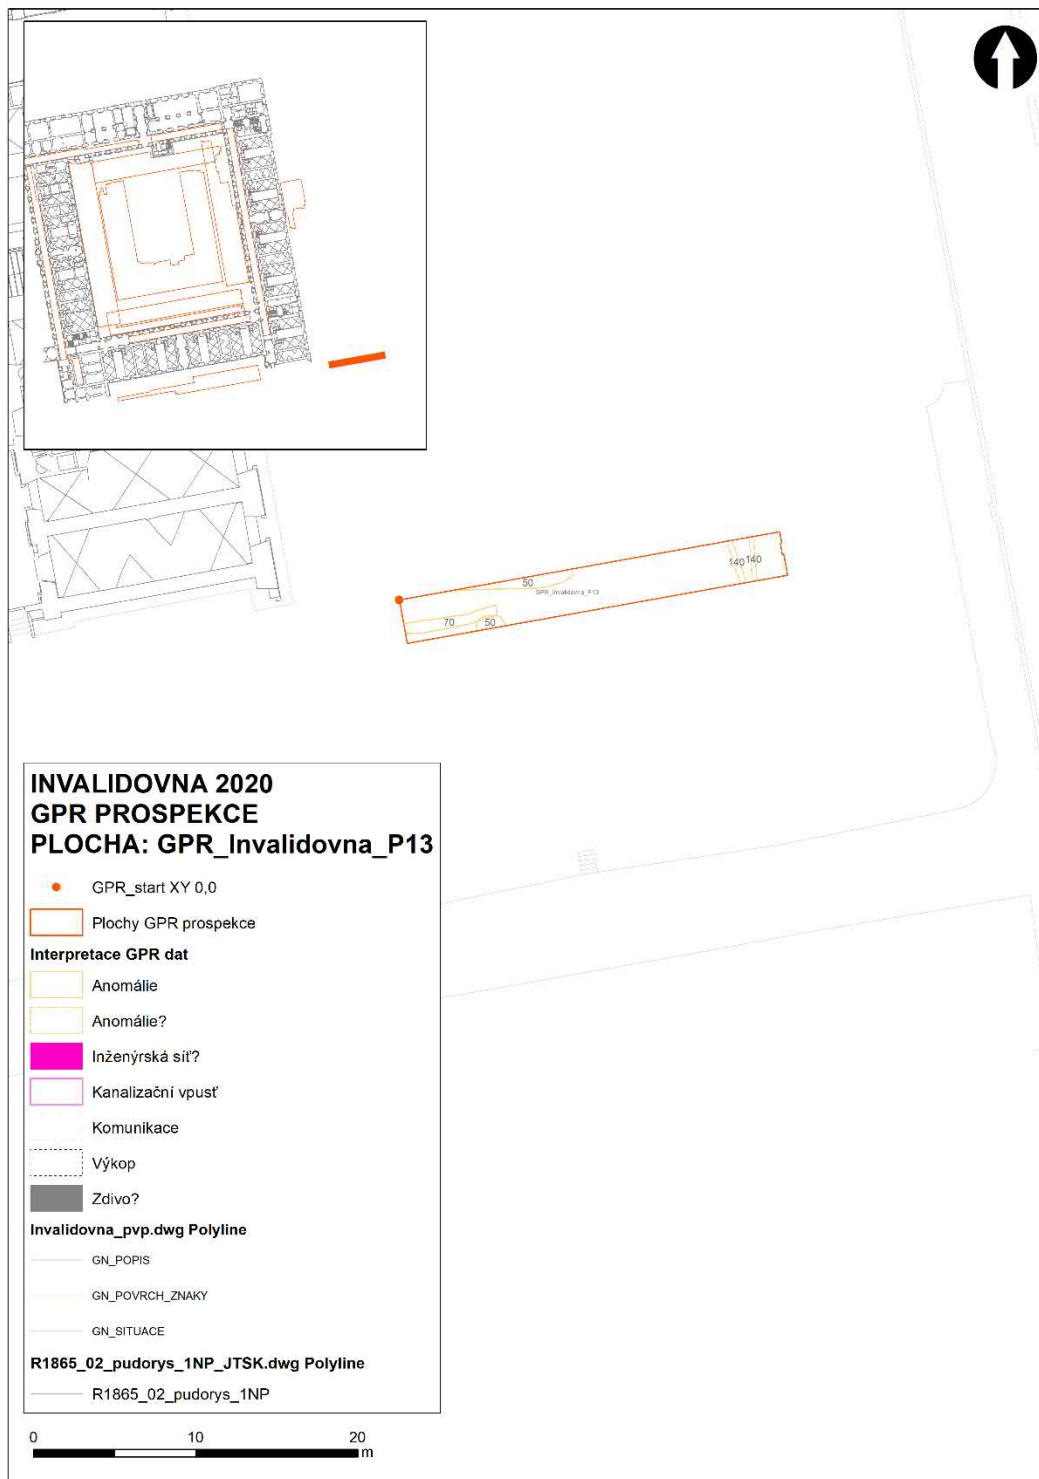 50
GPR_Invalidovna_P13
140
140
70
50
INVALIDOVNA 2020
GPR PROSPEKCE
PLOCHA: GPR_Invalidovna_P13
GPR_start XY 0,0
Plochy GPR prospekce
Interpretace GPR dat
Anomálie
Anomálie?
Inženýrská síť?
Kanalizační vpusť
Komunikace
Výkop
Zdivo?
Invalidovna_pvp.dwg Polyline
GN_POPIS
GN_POVRCH_ZNAKY
GN_SITUACE
R1865_02_pudorys_1NP_JTSK.dwg Polyline
R1865_02_pudorys_1NP
0 10 20
m